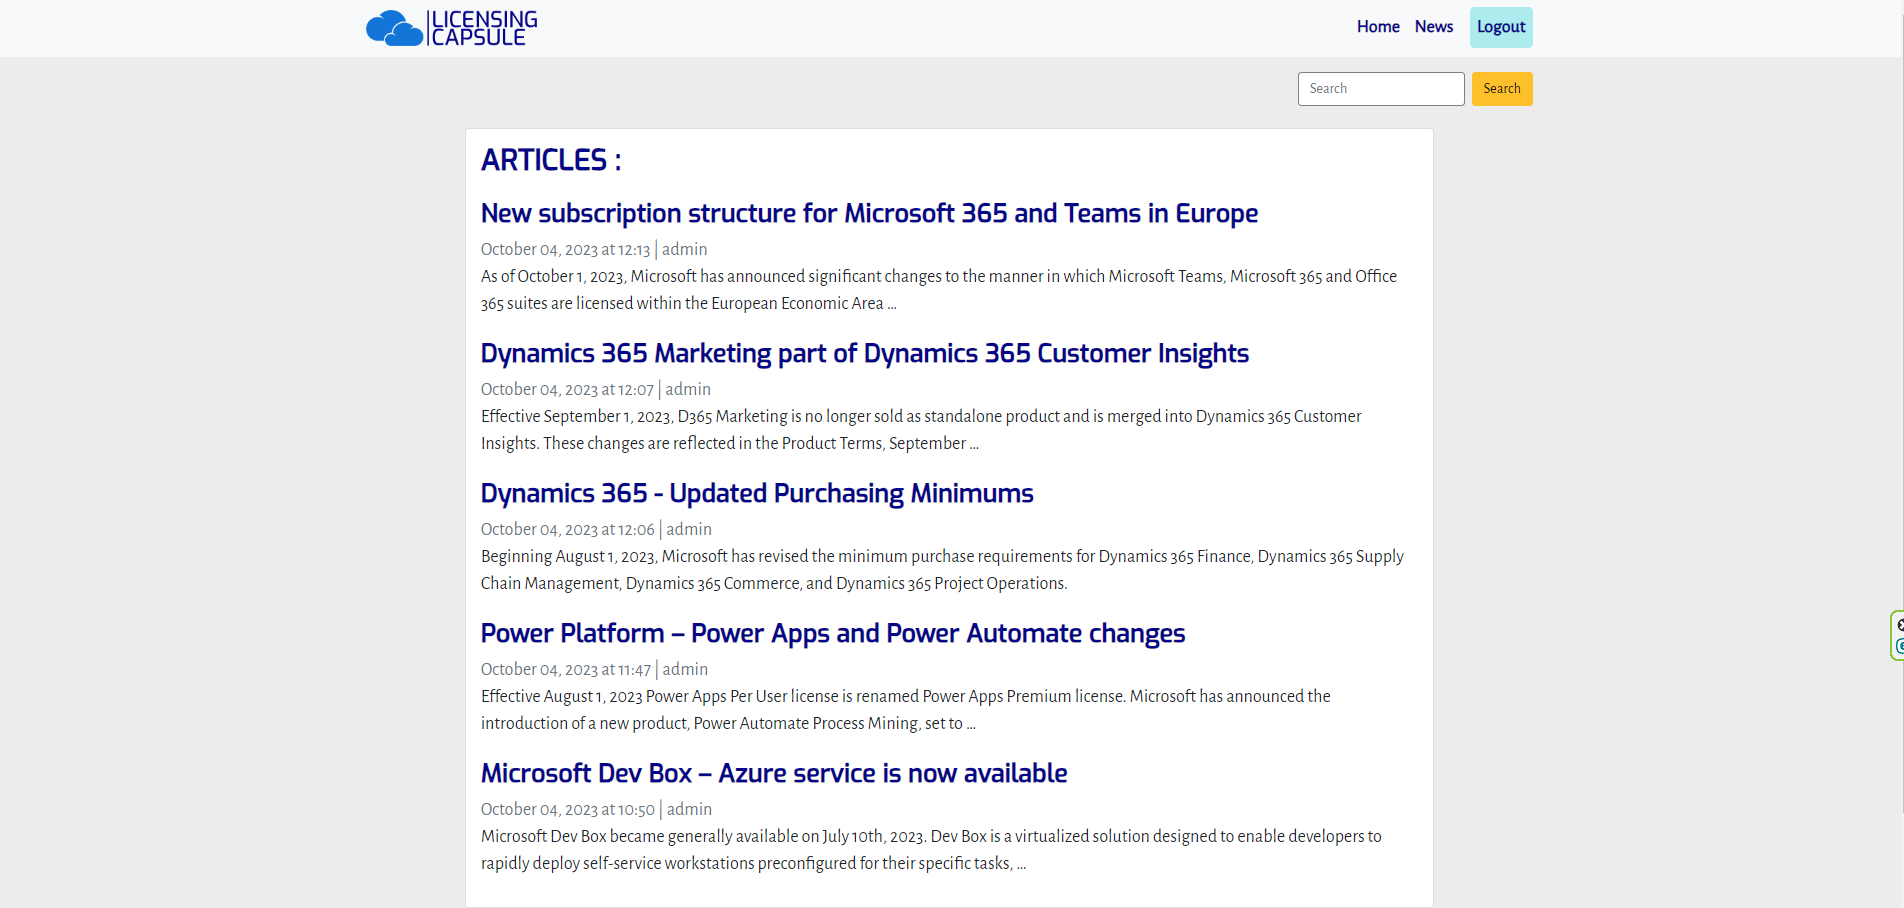 LICENSING
CAPSULE
Home News Logout
Search Search
ARTICLES :
New subscription structure for Microsoft 365 and Teams in Europe
October 04, 2023 at 12:13 | admin
As of October 1, 2023, Microsoft has announced significant changes to the manner in which Microsoft Teams, Microsoft 365 and Office
365 suites are licensed within the European Economic Area ...
Dynamics 365 Marketing part of Dynamics 365 Customer Insights
October 04, 2023 at 12:07 | admin
Effective September 1, 2023, D365 Marketing is no longer sold as standalone product and is merged into Dynamics 365 Customer
Insights. These changes are reflected in the Product Terms, September ...
Dynamics 365 - Updated Purchasing Minimums
October 04, 2023 at 12:06 | admin
Beginning August 1, 2023, Microsoft has revised the minimum purchase requirements for Dynamics 365 Finance, Dynamics 365 Supply
Chain Management, Dynamics 365 Commerce, and Dynamics 365 Project Operations.
Power Platform – Power Apps and Power Automate changes
October 04, 2023 at 11:47 | admin
Effective August 1, 2023 Power Apps Per User license is renamed Power Apps Premium license. Microsoft has announced the
introduction of a new product, Power Automate Process Mining, set to ...
Microsoft Dev Box – Azure service is now available
October 04, 2023 at 10:50 | admin
Microsoft Dev Box became generally available on July 10th, 2023. Dev Box is a virtualized solution designed to enable developers to
rapidly deploy self-service workstations preconfigured for their specific tasks, ...